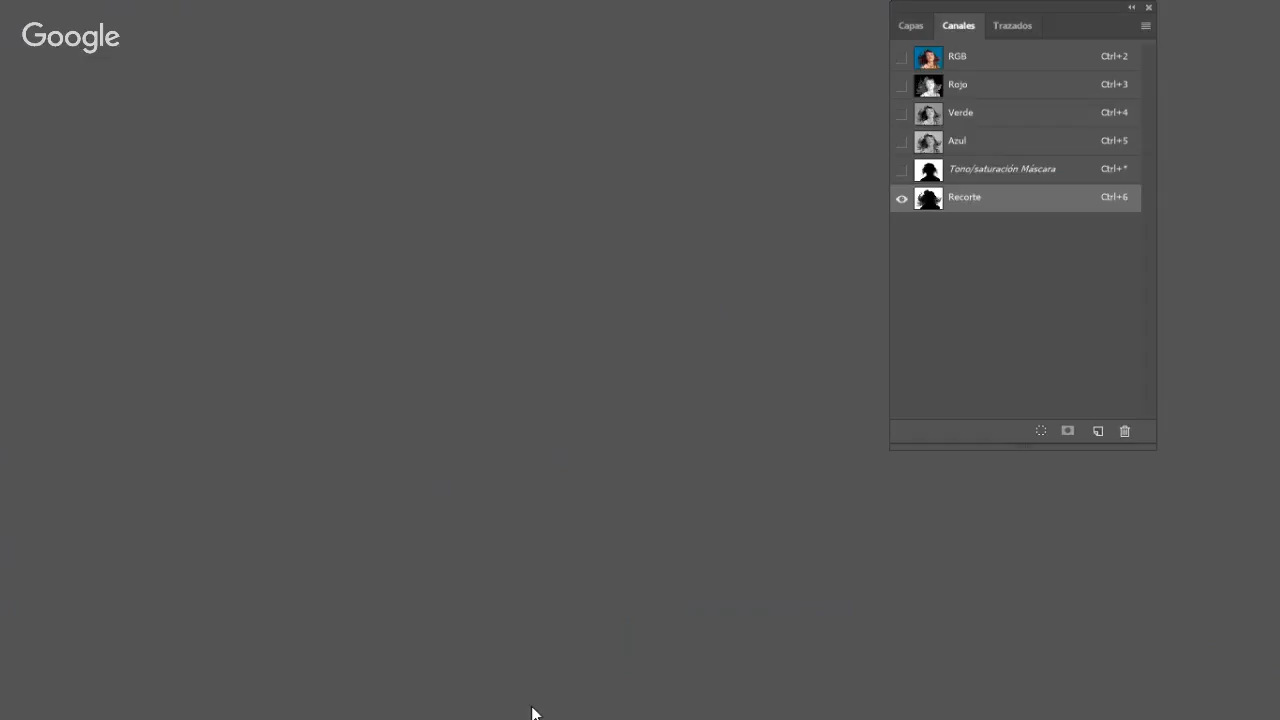 Google
Capas Canales Trazados
RGB Ctrl+2
Rojo Ctrl+3
Verde Ctrl+4
Azul Ctrl+5
Tono/saturación Máscara Ctrl+*
Recorte Ctrl+6